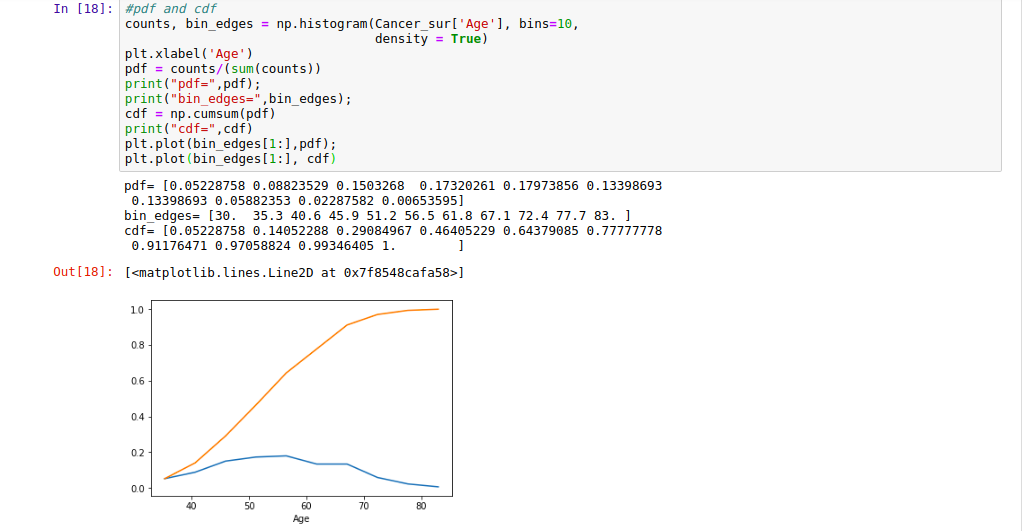 In [18]: #pdf and cdf
counts, bin_edges = np.histogram(Cancer_sur['Age'], bins=10,
density = True)
plt.xlabel('Age')
pdf = counts/(sum(counts))
print("pdf=",pdf);
print("bin_edges=",bin_edges);
cdf = np.cumsum(pdf)
print("cdf=",cdf)
plt.plot(bin_edges[1:],pdf);
plt.plot(bin_edges[1:], cdf)
pdf= [0.05228758 0.08823529 0.1503268  0.17320261 0.17973856 0.13398693
0.13398693 0.05882353 0.02287582 0.00653595]
bin_edges= [30.  35.3 40.6 45.9 51.2 56.5 61.8 67.1 72.4 77.7 83. ]
cdf= [0.05228758 0.14052288 0.29084967 0.46405229 0.64379085 0.77777778
0.91176471 0.97058824 0.99346405 1.        ]
Out[18]: [<matplotlib.lines.Line2D at 0x7f8548cafa58>]
1.0
0.8
0.6
0.4
0.2
0.0
40 50 60 70 80
Age